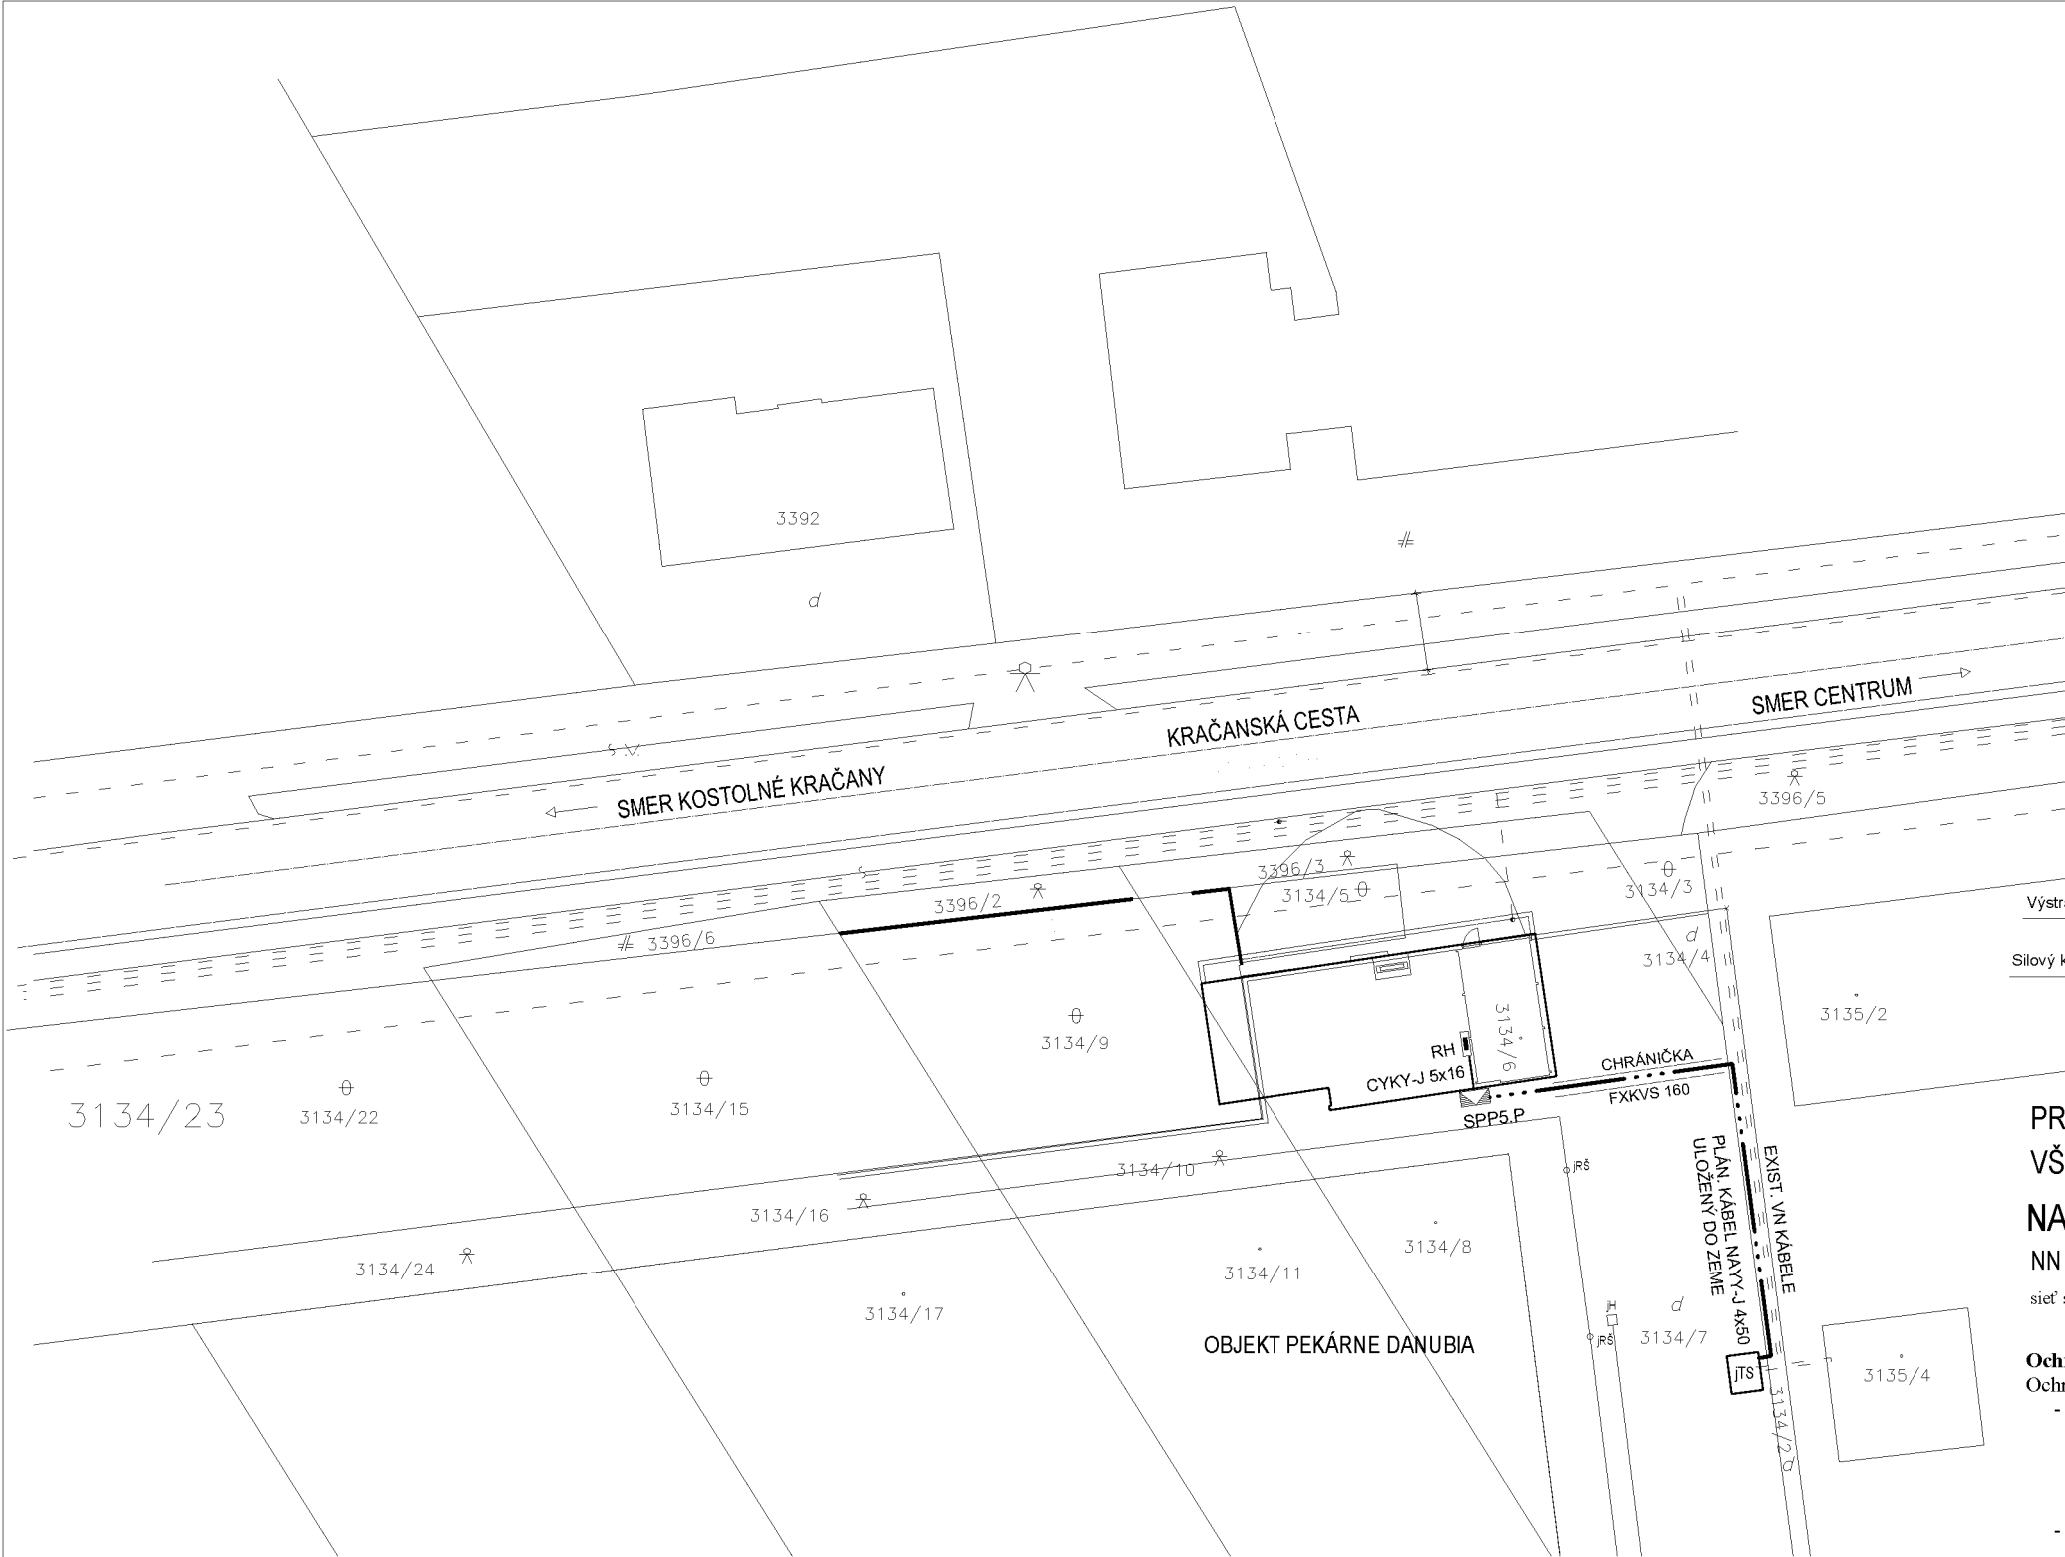 3392
d
KRAČANSKÁ CESTA
SMER CENTRUM
SMER KOSTOLNÉ KRAČANY
3396/5
3396/3
3134/5
3134/3
3396/2
3396/6
d
3134/4
3134/9
3134/6
3135/2
RH
CYKY-J 5x16
CHRÁNIČKA
FXKVS 160
SPP5.P
3134/23
3134/22
3134/15
3134/10
3134/16
3134/24
3134/17
3134/11
3134/8
jRŠ
jH
jRŠ
d
3134/7
PLÁN. KÁBEL NAYY-J 4x50
ULOŽENÝ DO ZEME
EXIST. VN KÁBELE
OBJEKT PEKÁRNE DANUBIA
jTS
3134/2
d
3135/4
Silový k
PR
VŠ
NA
NN
sieť
Och
Ochr
-
-